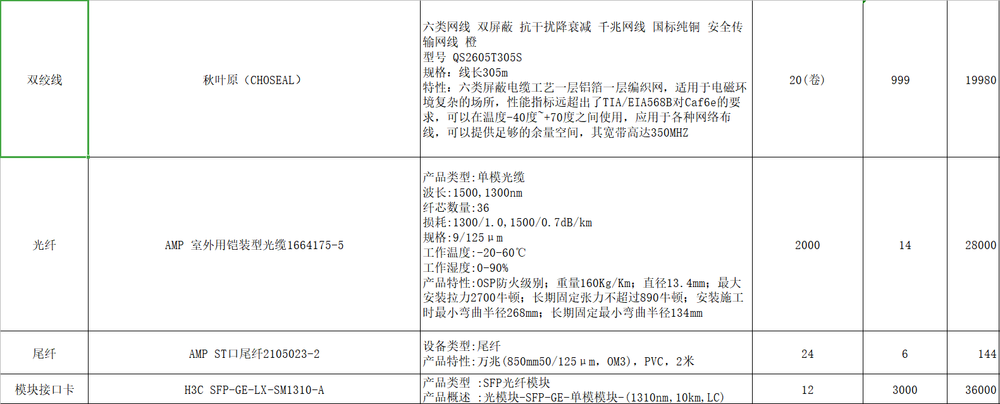 双绞线
秋叶原（CHOSEAL）
六类网线 双屏蔽 抗干扰降衰减 千兆网线 国标纯铜 安全传
输网线 橙
型号 QS2605T305S
规格：线长305m
特性：六类屏蔽电缆工艺一层铝箔一层编织网，适用于电磁环
境复杂的场所，性能指标远超出了TIA/EIA568B对Caf6e的要
求，可以在温度-40度~+70度之间使用，应用于各种网络布
线，可以提供足够的余量空间，其宽带高达350MHZ
20(卷)
999
19980
光纤
AMP 室外用铠装型光缆1664175-5
产品类型:单模光缆
波长:1500,1300nm
纤芯数量:36
损耗:1300/1.0,1500/0.7dB/km
规格:9/125μm
工作温度:-20-60℃
工作湿度:0-90%
产品特性:OSP防火级别；重量160Kg/Km；直径13.4mm；最大
安装拉力2700牛顿；长期固定张力不超过890牛顿；安装施工
时最小弯曲半径268mm；长期固定最小弯曲半径134mm
2000
14
28000
尾纤
AMP ST口尾纤2105023-2
设备类型:尾纤
产品特性:万兆(850mm50/125μm，OM3)，PVC，2米
24
6
144
模块接口卡
H3C SFP-GE-LX-SM1310-A
产品类型 :SFP光纤模块
产品概述 :光模块-SFP-GE-单模模块-(1310nm,10km,LC)
12
3000
36000